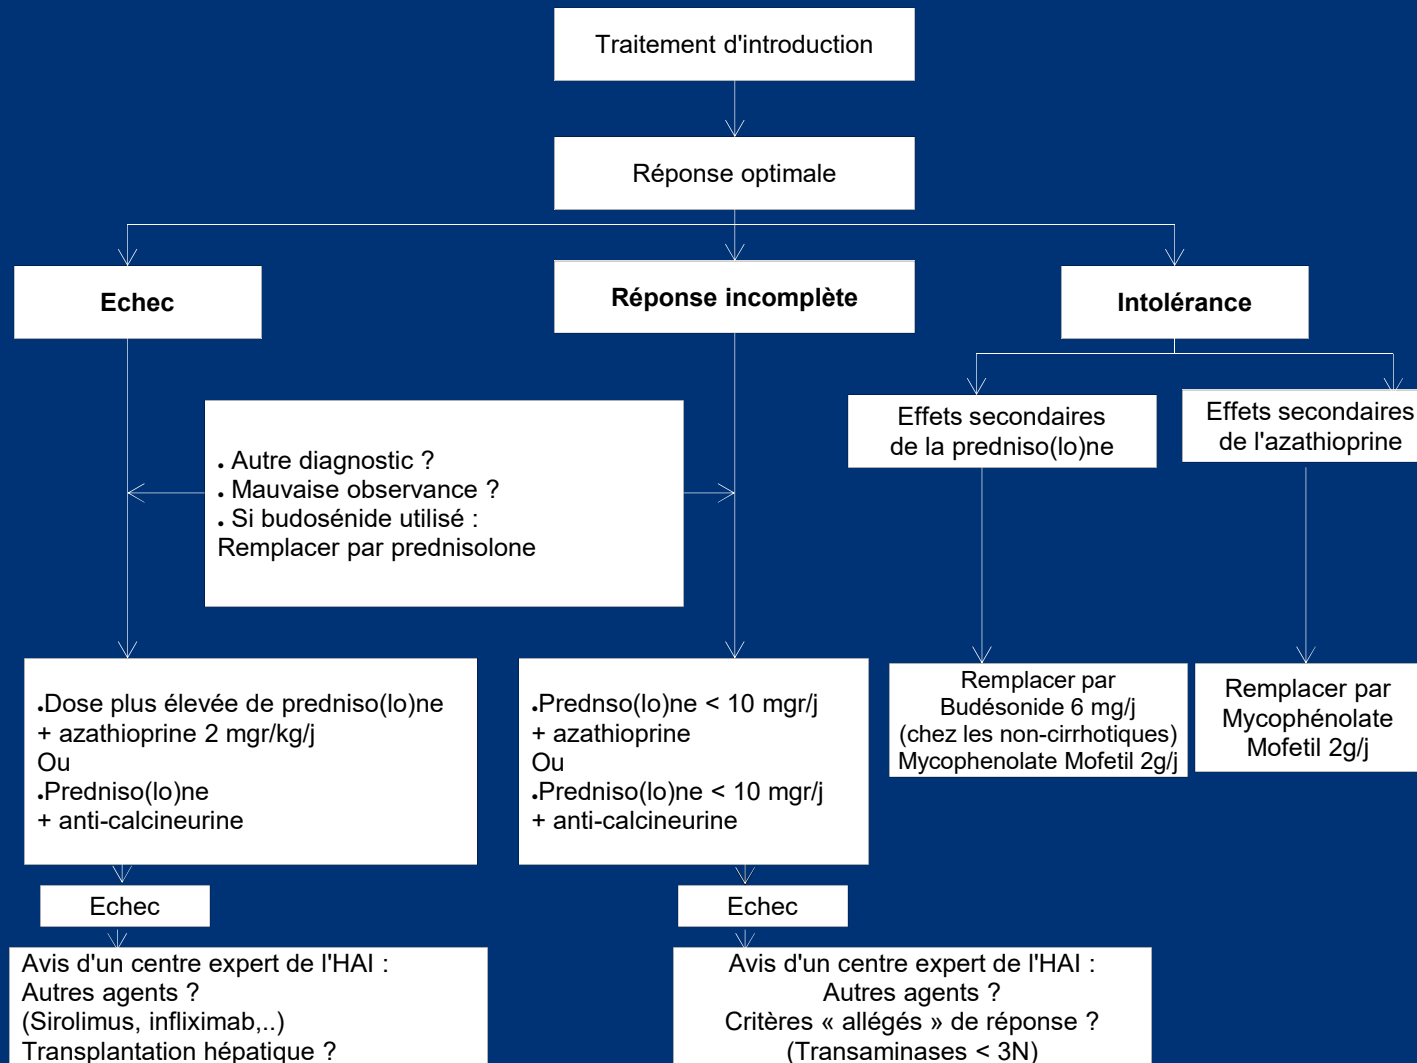 Traitement d'introduction
Réponse optimale
Echec
Réponse incomplète
Intolérance
Effets secondaires
de la predniso(lo)ne
Effets secondaires
de l'azathioprine
. Autre diagnostic ?
. Mauvaise observance ?
. Si budosénide utilisé :
Remplacer par prednisolone
.Dose plus élevée de predniso(lo)ne
+ azathioprine 2 mgr/kg/j
Ou
.Predniso(lo)ne
+ anti-calcineurine
.Prednso(lo)ne < 10 mgr/j
+ azathioprine
Ou
.Predniso(lo)ne < 10 mgr/j
+ anti-calcineurine
Remplacer par
Budésonide 6 mg/j
(chez les non-cirrhotiques)
Mycophenolate Mofetil 2g/j
Remplacer par
Mycophénolate
Mofetil 2g/j
Echec
Echec
Avis d'un centre expert de l'HAI :
Autres agents ?
(Sirolimus, infliximab,..)
Transplantation hépatique ?
Avis d'un centre expert de l'HAI :
Autres agents ?
Critères « allégés » de réponse ?
(Transaminases < 3N)